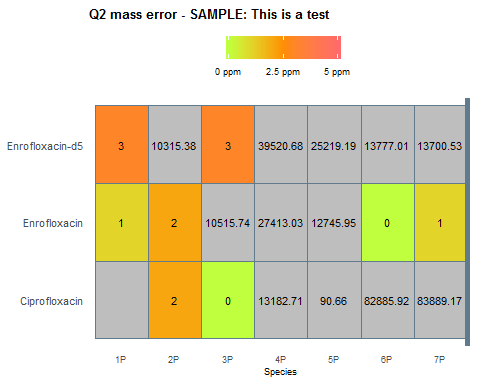 Q2 mass error - SAMPLE: This is a test
0 ppm 2.5 ppm 5 ppm
Enrofloxacin-d5 3 10315.38 3 39520.68 25219.19 13777.01 13700.53
Enrofloxacin 1 2 10515.74 27413.03 12745.95 0 1
Ciprofloxacin 2 0 13182.71 90.66 82885.92 83889.17
1P 2P 3P 4P 5P 6P 7P
Species